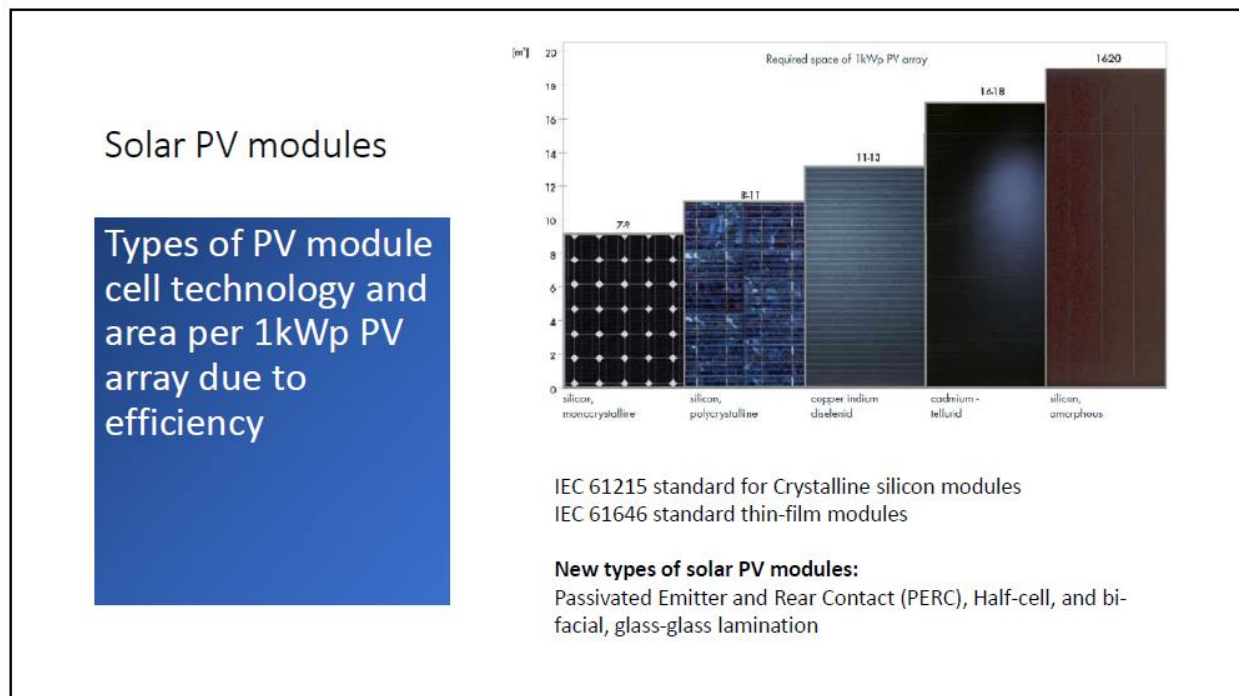 Solar PV modules
Types of PV module
cell technology and
area per 1kWp PV
array due to
efficiency
[m²]
Required space of 1kWp PV array
20
18
16
14
12
10
8
6
4
2
0
7-9
8-11
11-13
16-18
16-20
silicon,
monocrystalline
silicon,
polycrystalline
copper indium
diselenid
cadmium -
tellurid
silicon,
amorphous
IEC 61215 standard for Crystalline silicon modules
IEC 61646 standard thin-film modules
New types of solar PV modules:
Passivated Emitter and Rear Contact (PERC), Half-cell, and bi-
facial, glass-glass lamination